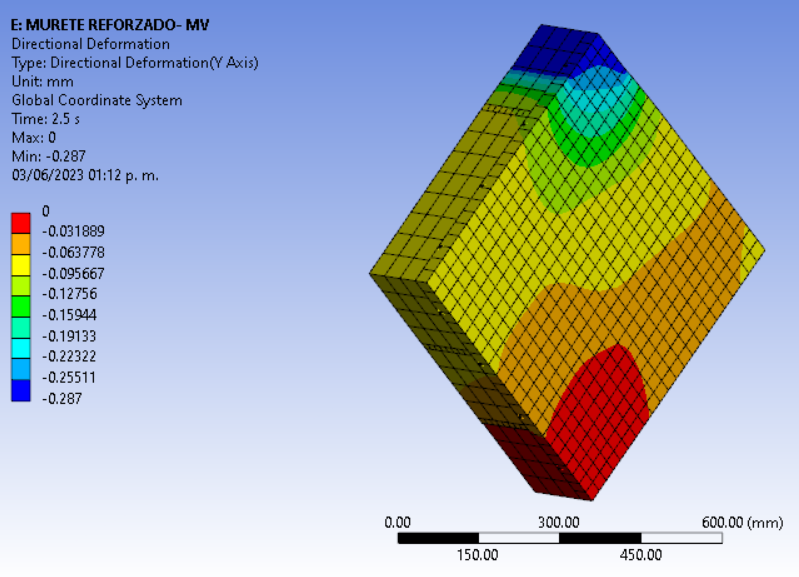 E: MURETE REFORZADO- MV
Directional Deformation
Type: Directional Deformation(Y Axis)
Unit: mm
Global Coordinate System
Time: 2.5 s
Max: 0
Min: -0.287
03/06/2023 01:12 p. m.
0
-0.031889
-0.063778
-0.095667
-0.12756
-0.15944
-0.19133
-0.22322
-0.25511
-0.287
0.00 300.00 600.00 (mm)
150.00 450.00